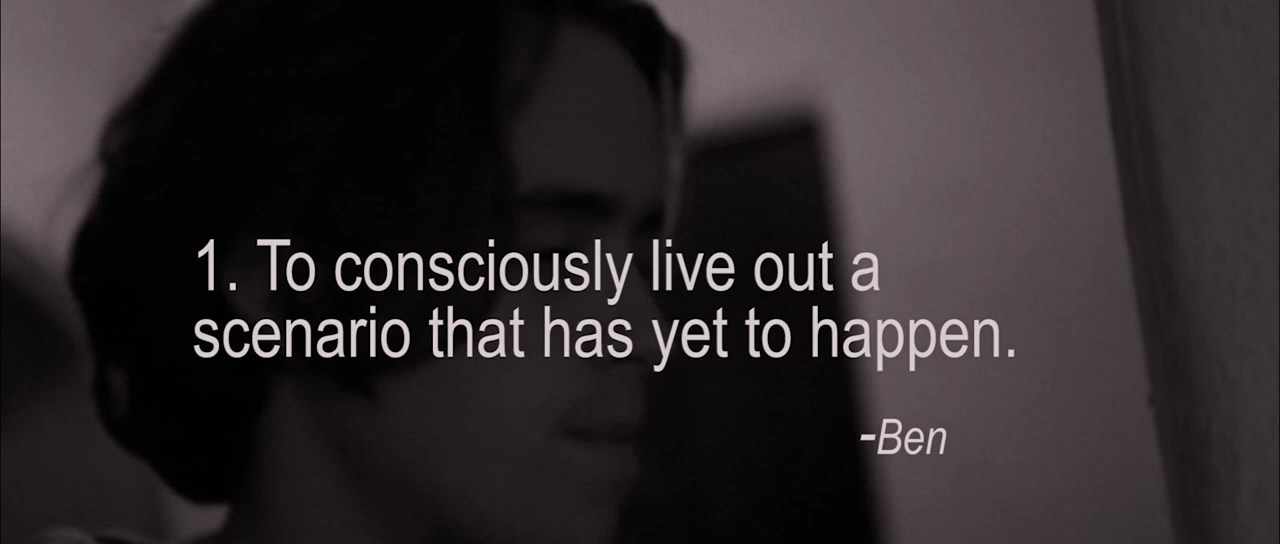 1. To consciously live out a
scenario that has yet to happen.
-Ben